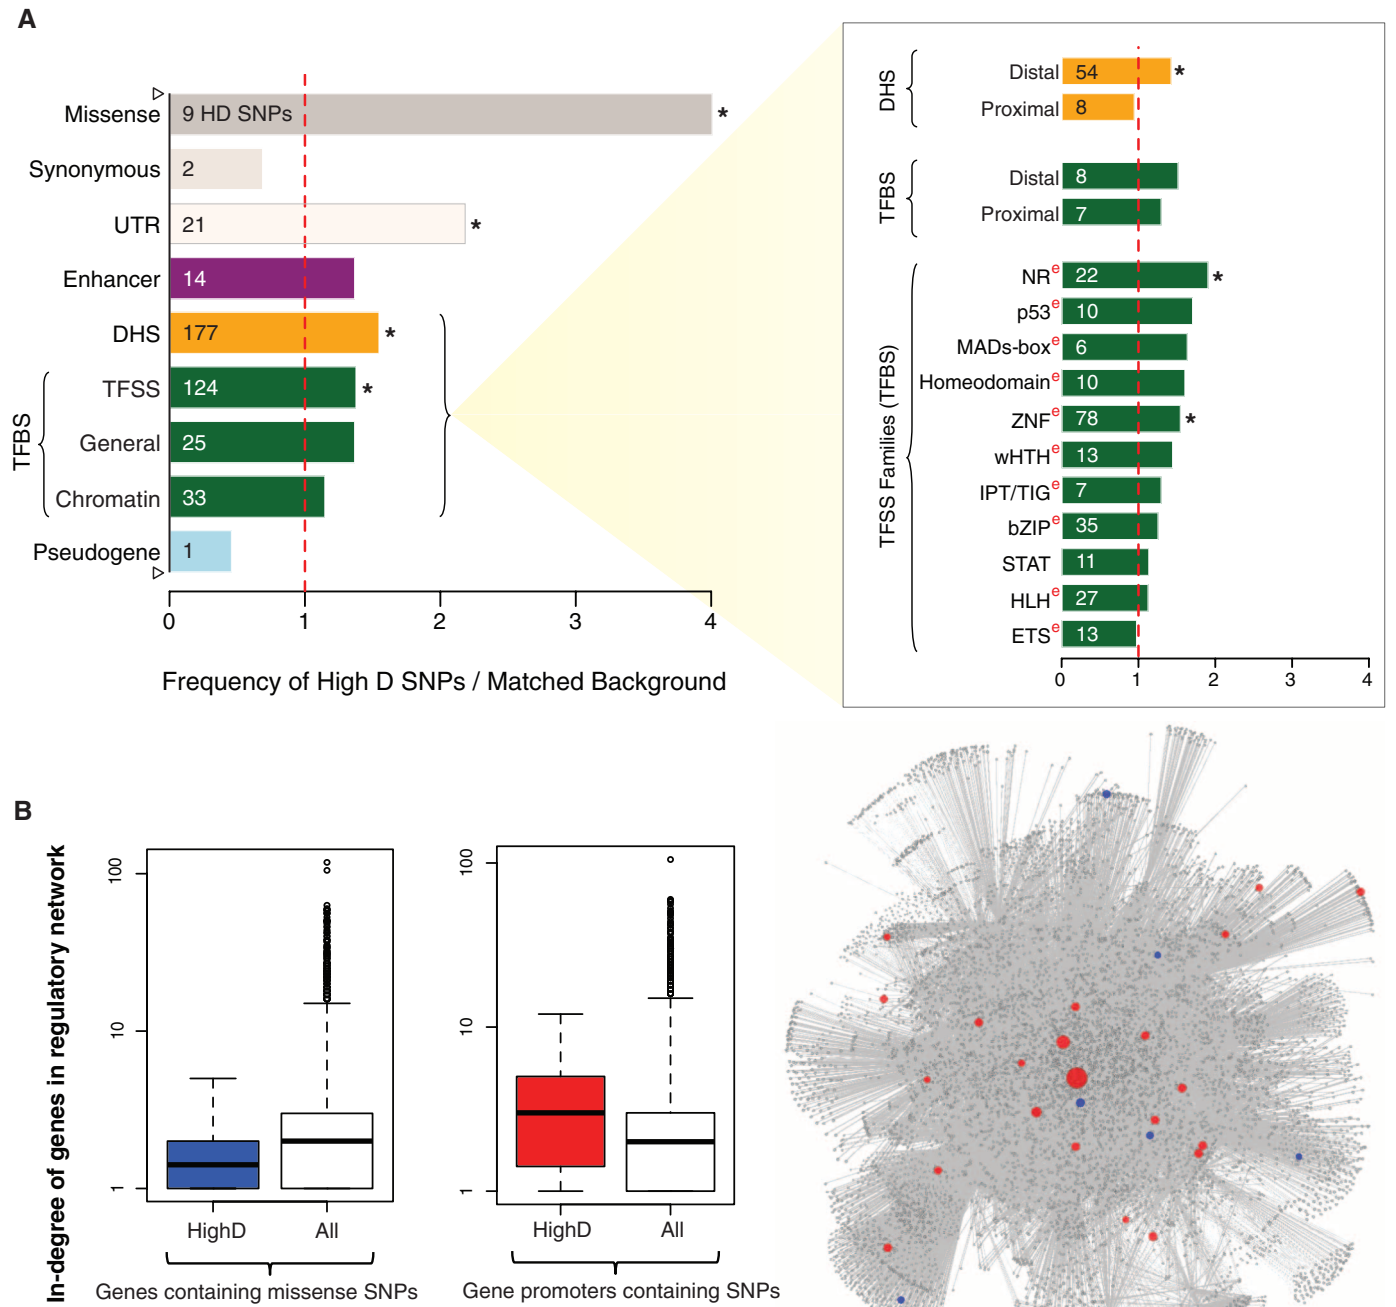 A
Missense
9 HD SNPs
*
Synonymous
2
UTR
21
*
Enhancer
14
DHS
177
*
TFBS
TFSS
124
*
General
25
Chromatin
33
Pseudogene
1
0 1 2 3 4
Frequency of High D SNPs / Matched Background
DHS
Distal
54
*
Proximal
8
TFBS
Distal
8
Proximal
7
TFSS Families (TFBS)
NRe
22
*
p53e
10
MADs-boxe
6
Homeodomaine
10
ZNFe
78
*
wHTHe
13
IPT/TIGe
7
bZIPe
35
STAT
11
HLHe
27
ETSe
13
0 1 2 3 4
B
In-degree of genes in regulatory network
100
10
1
HighD All
Genes containing missense SNPs
100
10
1
HighD All
Gene promoters containing SNPs